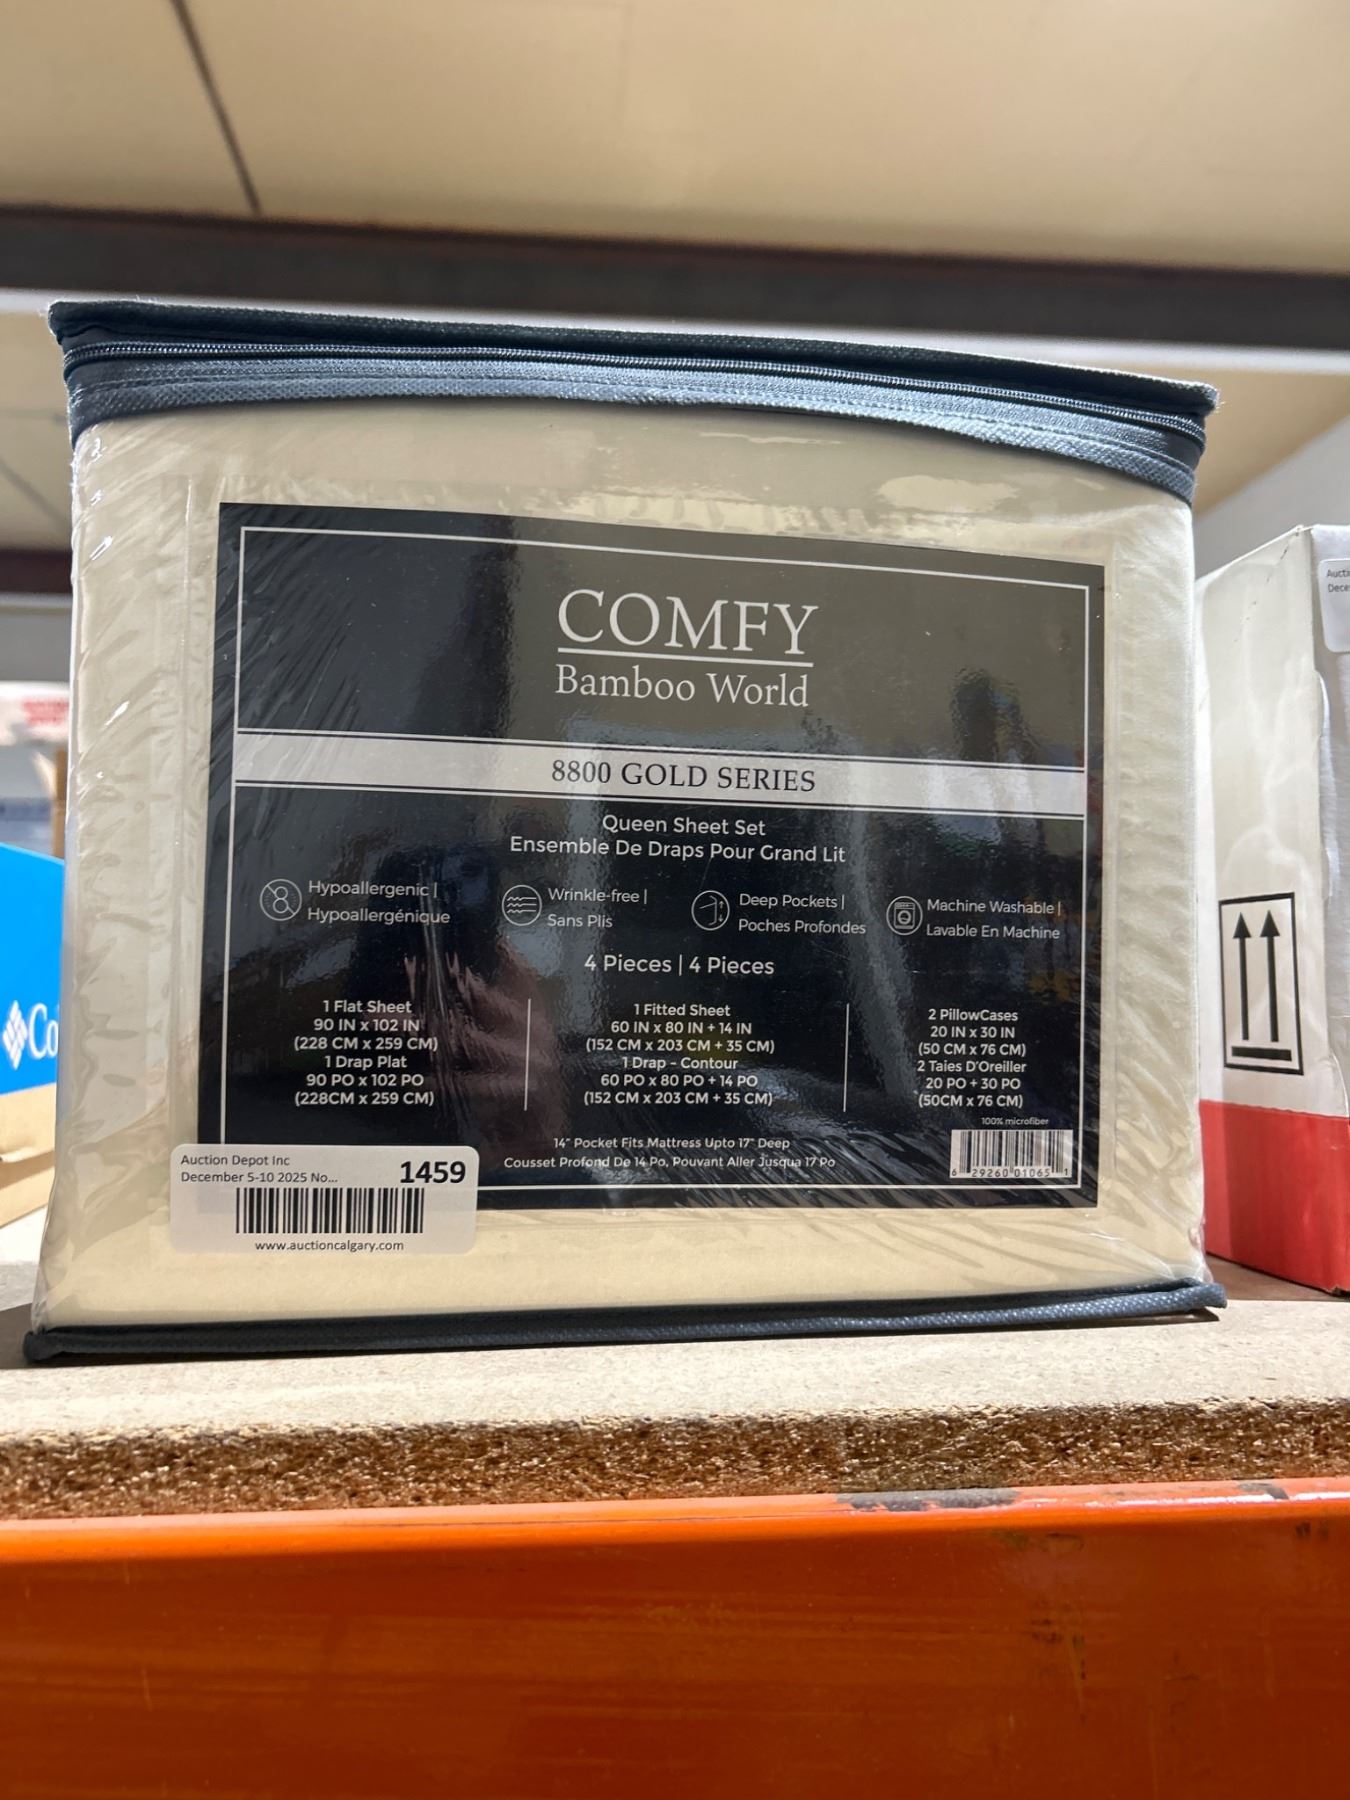 COMFY
Bamboo World
8800 GOLD SERIES
Queen Sheet Set
Ensemble De Draps Pour Grand Lit
Hypoallergenic |
Hypoallergénique
Wrinkle-free |
Sans Plis
Deep Pockets |
Poches Profondes
Machine Washable |
Lavable En Machine
4 Pieces | 4 Pieces
1 Flat Sheet
90 IN x 102 IN
(228 CM x 259 CM)
1 Drap Plat
90 PO x 102 PO
(228CM x 259 CM)
1 Fitted Sheet
60 IN x 80 IN + 14 IN
(152 CM x 203 CM + 35 CM)
1 Drap - Contour
60 PO x 80 PO + 14 PO
(152 CM x 203 CM + 35 CM)
2 PillowCases
20 IN x 30 IN
(50 CM x 76 CM)
2 Taies D'Oreiller
20 PO + 30 PO
(50CM x 76 CM)
100% microfiber
6 29260 01065 1
14" Pocket Fits Mattress Upto 17" Deep
Cousset Profond De 14 Po, Pouvant Aller Jusqua 17 Po
Auction Depot Inc
December 5-10 2025 No...
1459
www.auctioncalgary.com
Co
Aucti
Dece